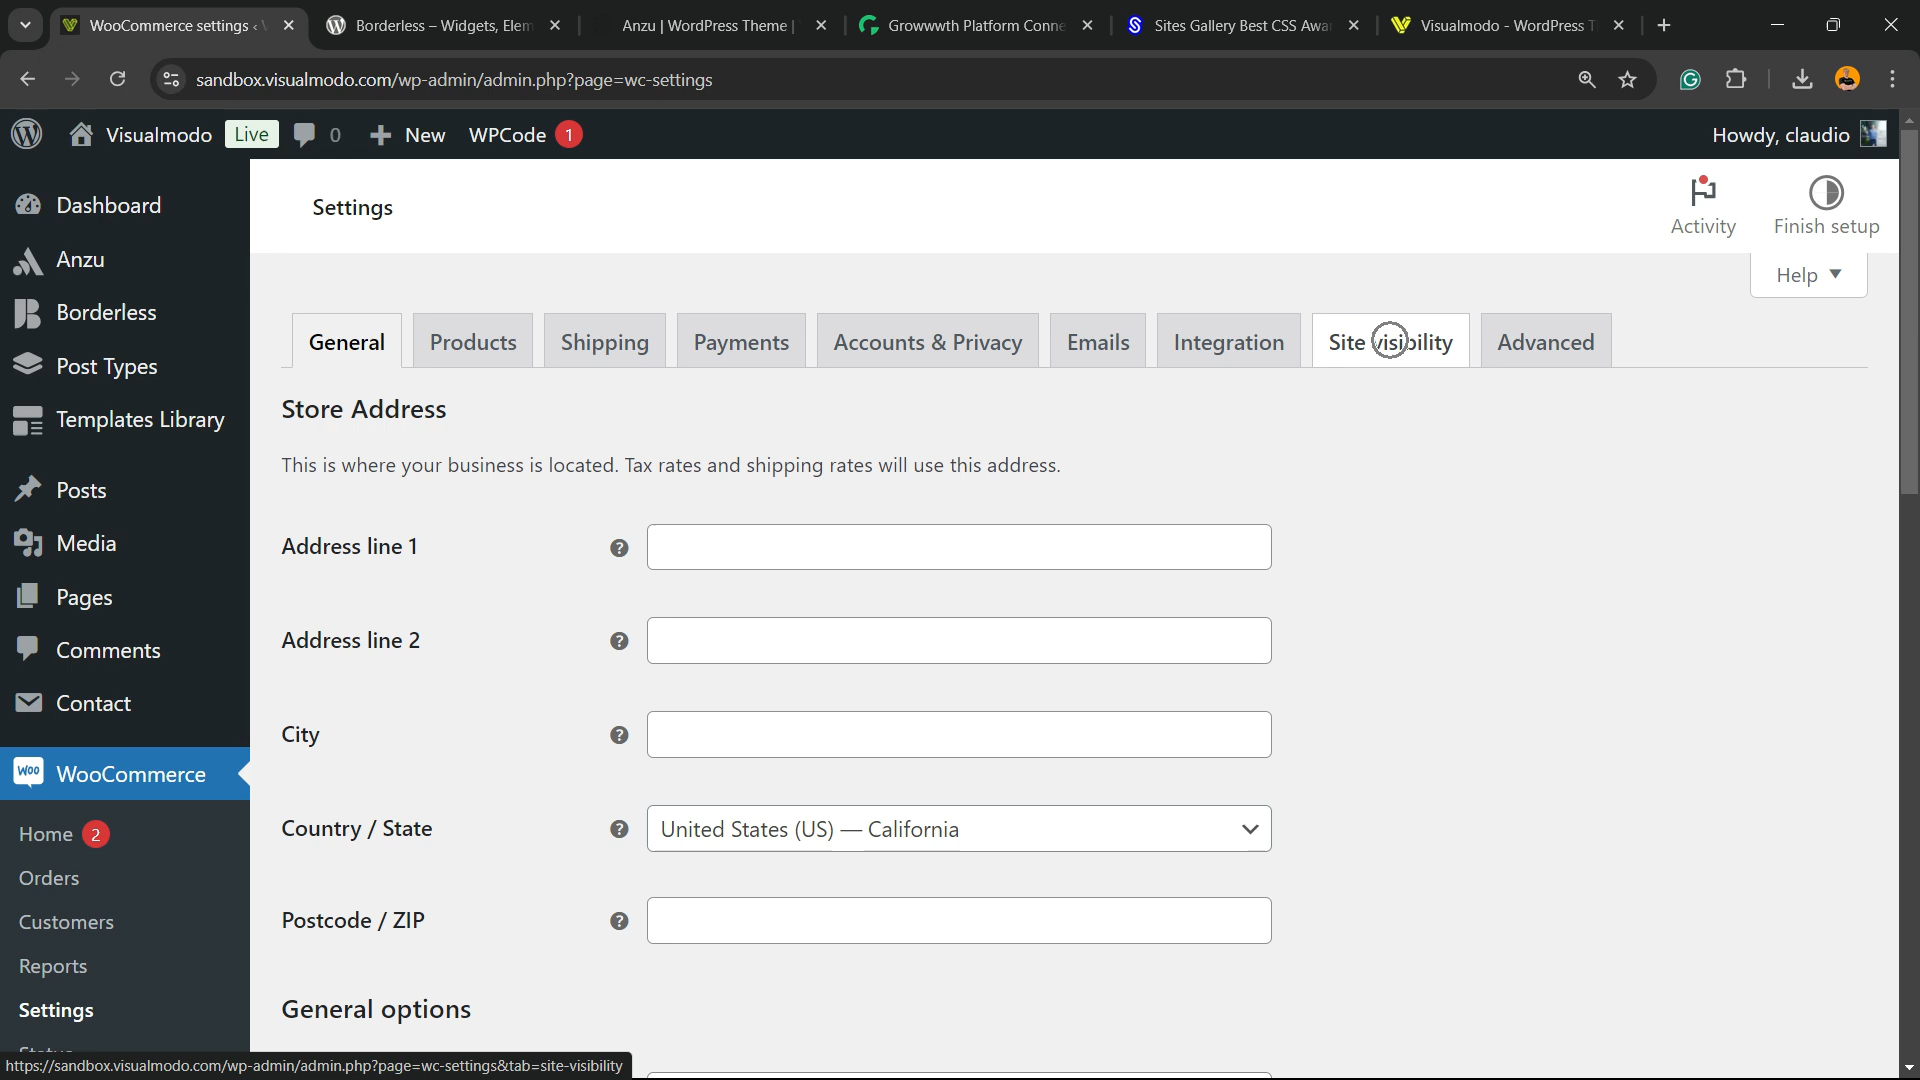 WooCommerce settings ‹
Borderless – Widgets, Elem
Anzu | WordPress Theme |
Growwwth Platform Conne
Sites Gallery Best CSS Awa
Visualmodo - WordPress T
sandbox.visualmodo.com/wp-admin/admin.php?page=wc-settings
Visualmodo Live 0 New WPCode 1
Howdy, claudio
Dashboard
Anzu
Borderless
Post Types
Templates Library
Posts
Media
Pages
Comments
Contact
Woo WooCommerce
Home 2
Orders
Customers
Reports
Settings
Status
Settings
Activity
Finish setup
Help
General Products Shipping Payments Accounts & Privacy Emails Integration Site visibility Advanced
Store Address
This is where your business is located. Tax rates and shipping rates will use this address.
Address line 1 ?
Address line 2 ?
City ?
Country / State ? United States (US) — California
Postcode / ZIP ?
General options
https://sandbox.visualmodo.com/wp-admin/admin.php?page=wc-settings&tab=site-visibility